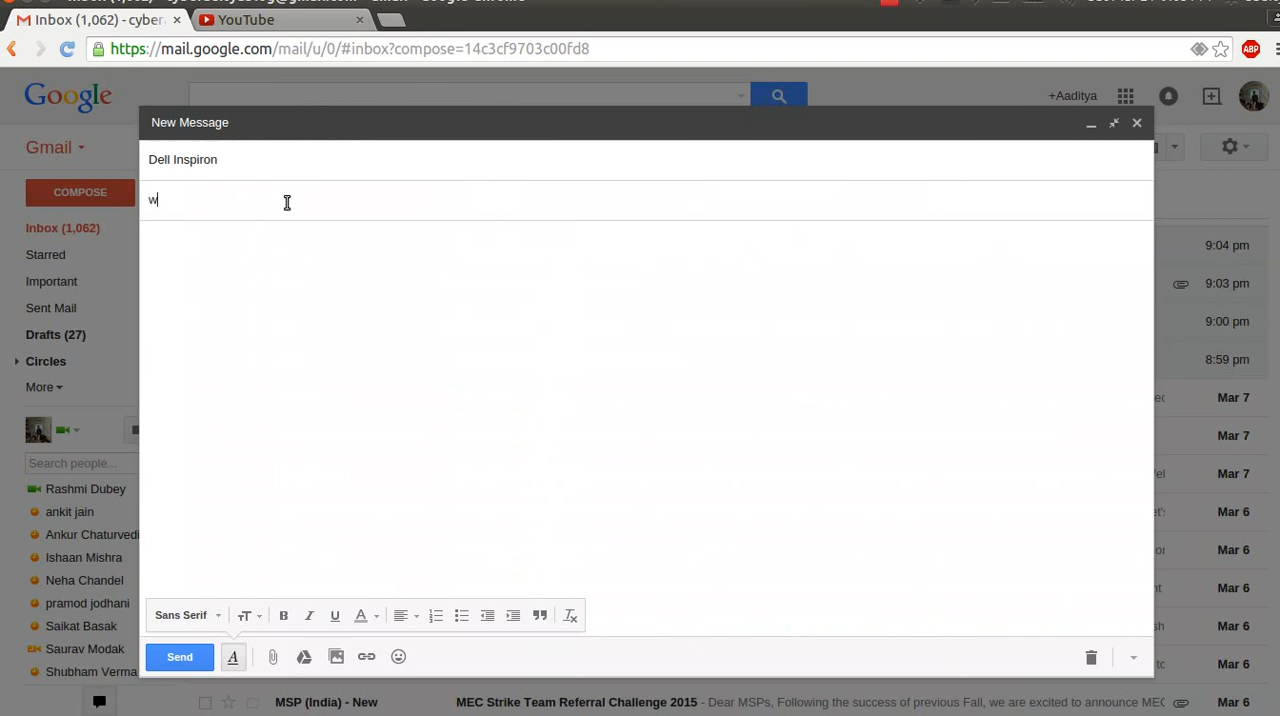 Inbox (1,062) - cyber
YouTube
https://mail.google.com/mail/u/0/#inbox?compose=14c3cf9703c00fd8
ABP
Google
+Aaditya
New Message
Gmail
Dell Inspiron
COMPOSE
w
Inbox (1,062)
Starred
9:04 pm
Important
9:03 pm
Sent Mail
9:00 pm
Drafts (27)
Circles
8:59 pm
More
Mar 7
Mar 7
Search people...
Mar 7
Rashmi Dubey
ankit jain
Mar 6
Ankur Chaturvedi
Ishaan Mishra
Mar 6
Neha Chandel
Mar 6
pramod jodhani
Sans Serif
Saikat Basak
Mar 6
Saurav Modak
Send
Mar 6
Shubham Verma
MSP (India) - New MEC Strike Team Referral Challenge 2015 - Dear MSPs, Following the success of previous Fall, we are excited to announce MEC Mar 6